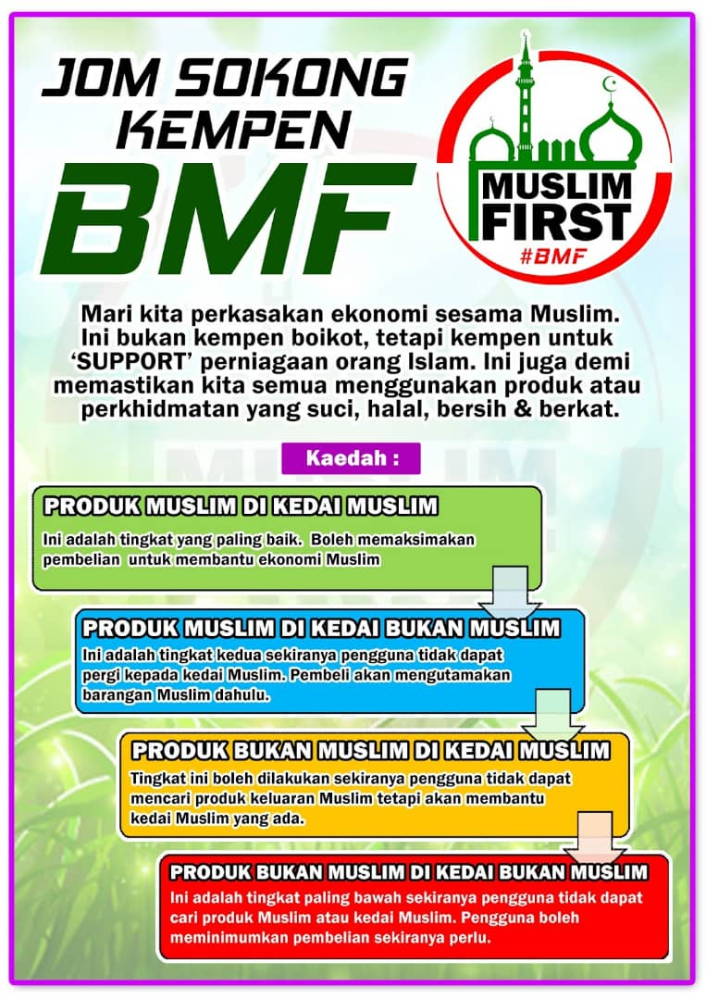 JOM SOKONG
KEMPEN
BMF
MUSLIM
FIRST
#BMF
Mari kita perkasakan ekonomi sesama Muslim.
Ini bukan kempen boikot, tetapi kempen untuk
‘SUPPORT’ perniagaan orang Islam. Ini juga demi
memastikan kita semua menggunakan produk atau
perkhidmatan yang suci, halal, bersih & berkat.
Kaedah :
PRODUK MUSLIM DI KEDAI MUSLIM
Ini adalah tingkat yang paling baik. Boleh memaksimakan
pembelian untuk membantu ekonomi Muslim
PRODUK MUSLIM DI KEDAI BUKAN MUSLIM
Ini adalah tingkat kedua sekiranya pengguna tidak dapat
pergi kepada kedai Muslim. Pembeli akan mengutamakan
barangan Muslim dahulu.
PRODUK BUKAN MUSLIM DI KEDAI MUSLIM
Tingkat ini boleh dilakukan sekiranya pengguna tidak dapat
mencari produk keluaran Muslim tetapi akan membantu
kedai Muslim yang ada.
PRODUK BUKAN MUSLIM DI KEDAI BUKAN MUSLIM
Ini adalah tingkat paling bawah sekiranya pengguna tidak dapat
cari produk Muslim atau kedai Muslim. Pengguna boleh
meminimumkan pembelian sekiranya perlu.